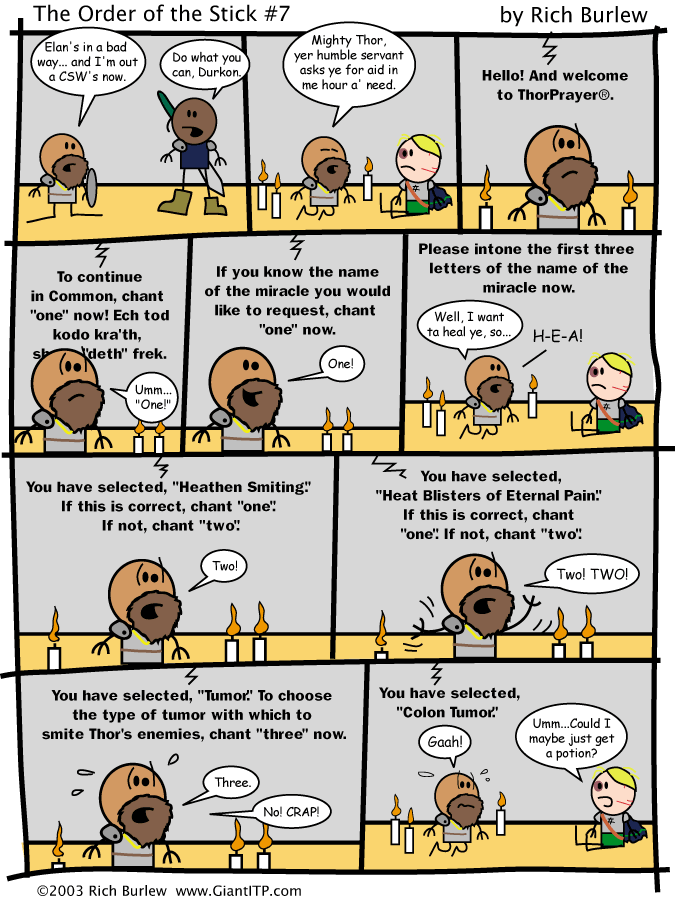 The Order of the Stick #7
by Rich Burlew
Elan's in a bad
way... and I'm out
a CSW's now.
Do what you
can, Durkon.
Mighty Thor,
yer humble servant
asks ye for aid in
me hour a' need.
Hello! And welcome
to ThorPrayer®.
To continue
in Common, chant
"one" now! Ech tod
kodo kra'th,
"deth" frek.
Umm...
"One!"
If you know the name
of the miracle you would
like to request, chant
"one" now.
One!
Please intone the first three
letters of the name of the
miracle now.
Well, I want
ta heal ye, so...
H-E-A!
You have selected, "Heathen Smiting."
If this is correct, chant "one".
If not, chant "two".
Two!
You have selected,
"Heat Blisters of Eternal Pain."
If this is correct, chant
"one". If not, chant "two".
Two! TWO!
You have selected, "Tumor." To choose
the type of tumor with which to
smite Thor's enemies, chant "three" now.
Three.
No! CRAP!
You have selected,
"Colon Tumor."
Gaah!
Umm...Could I
maybe just get
a potion?
©2003 Rich Burlew www.GiantITP.com